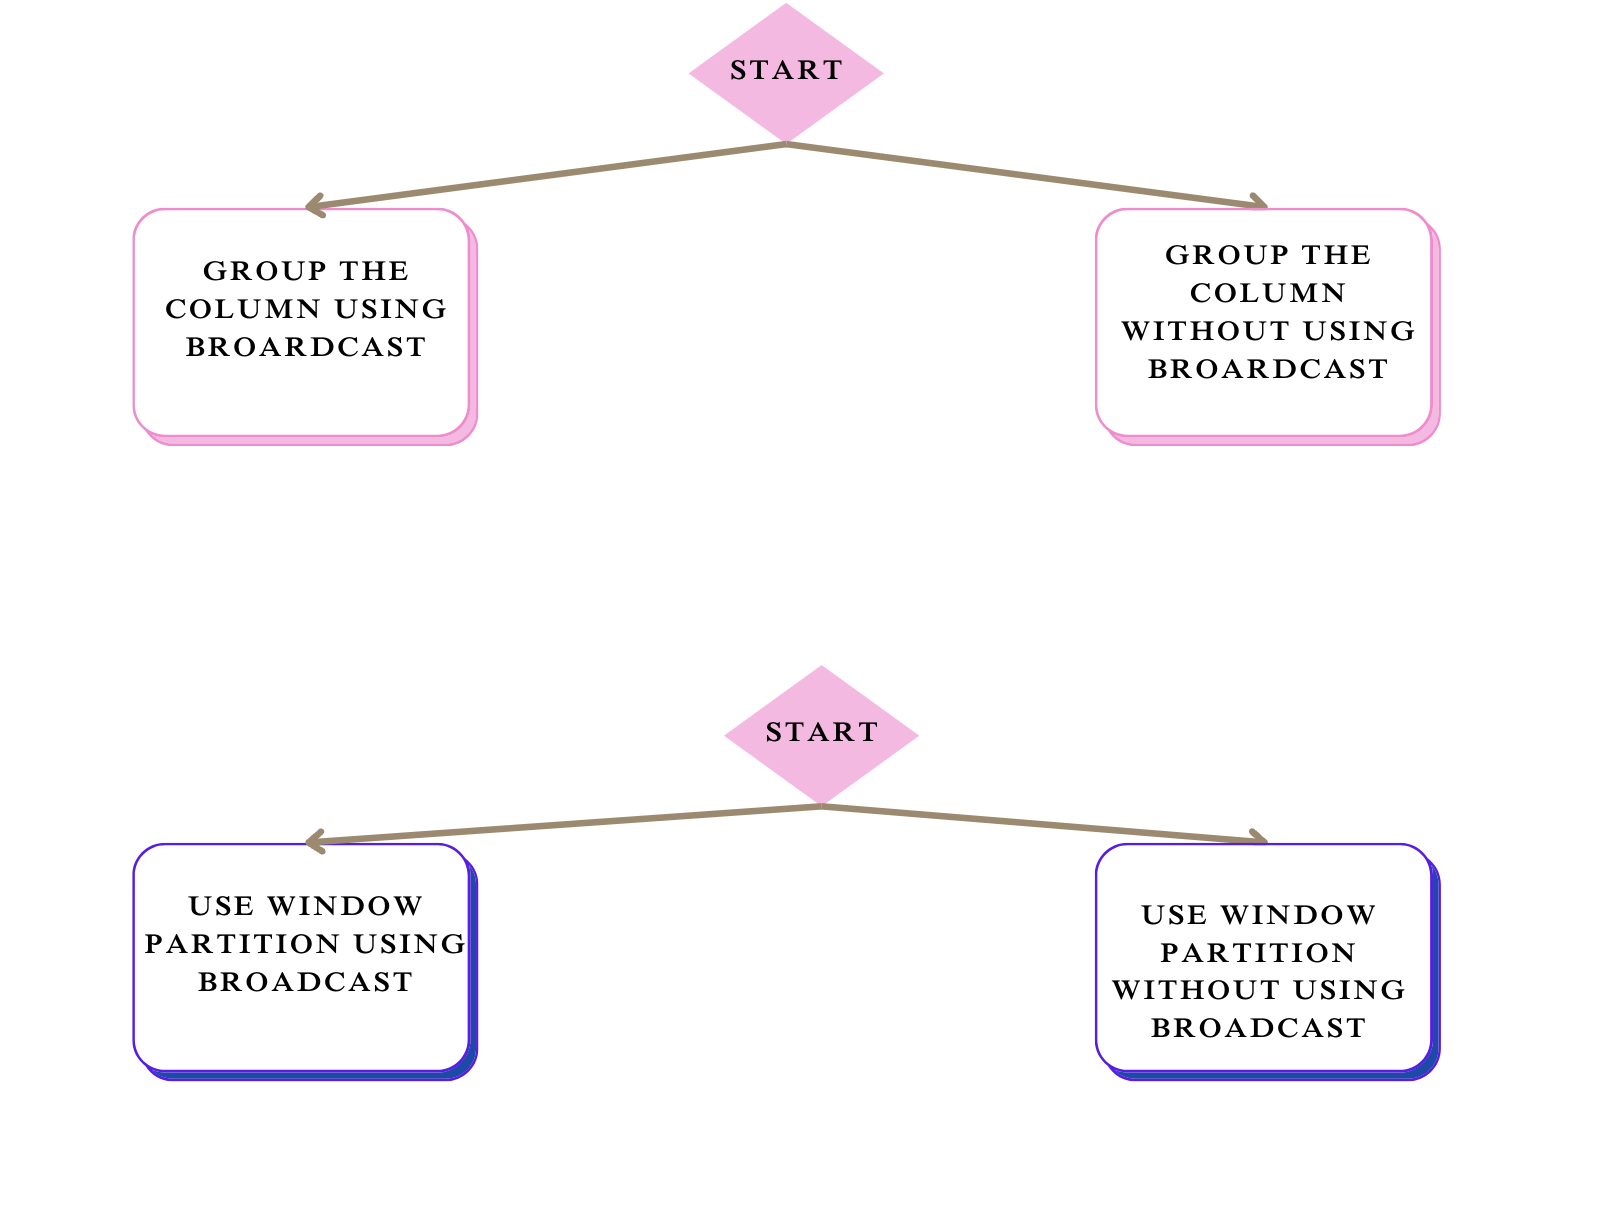 START
GROUP THE
COLUMN USING
BROARDCAST
GROUP THE
COLUMN
WITHOUT USING
BROARDCAST
START
USE WINDOW
PARTITION USING
BROADCAST
USE WINDOW
PARTITION
WITHOUT USING
BROADCAST